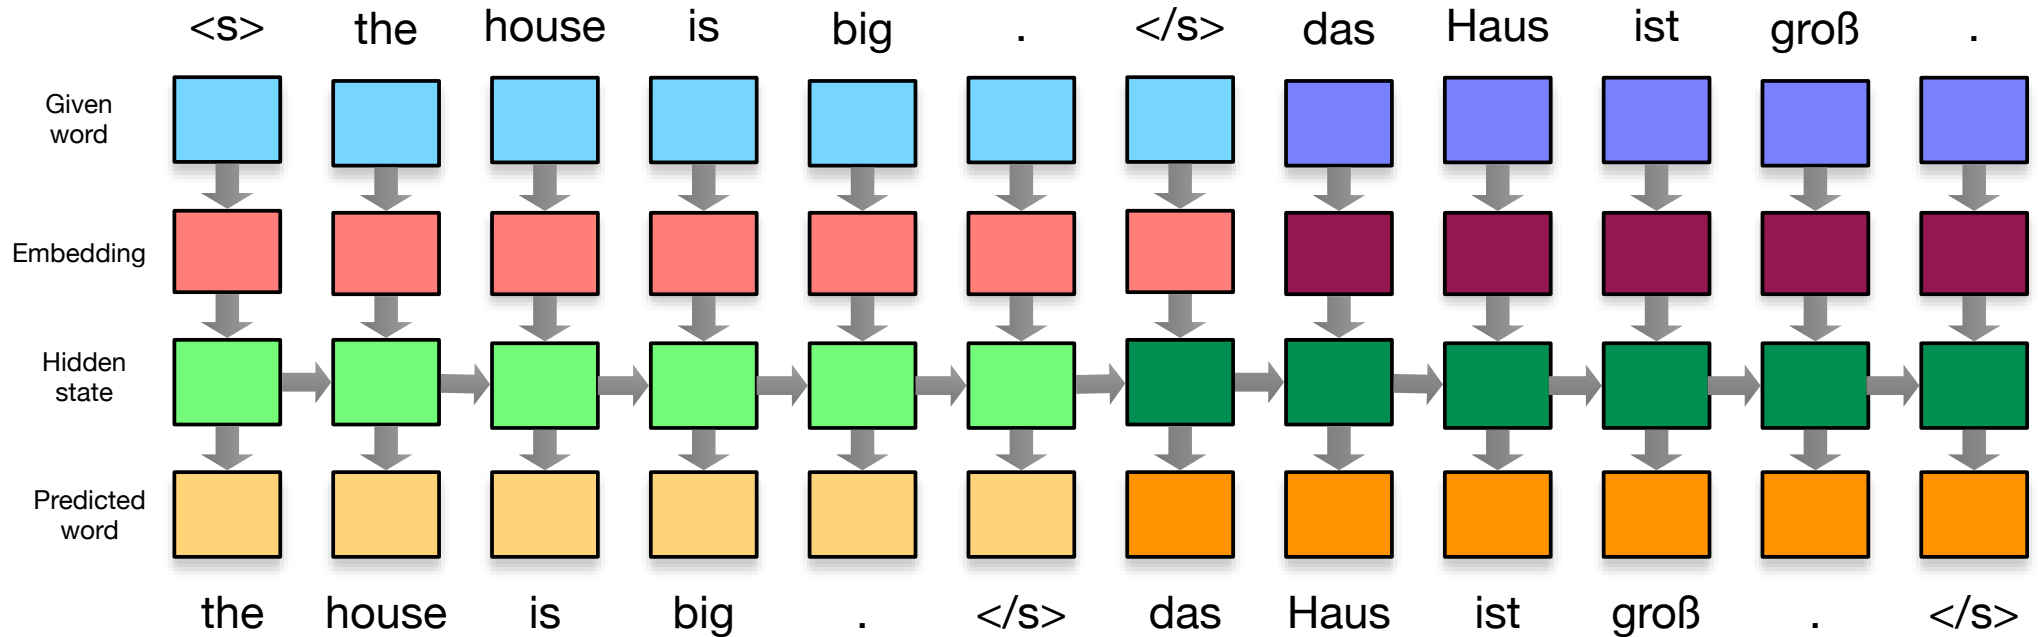 <s> the house is big . </s> das Haus ist groß .
Given
word
Embedding
Hidden
state
Predicted
word
the house is big . </s> das Haus ist groß . </s>